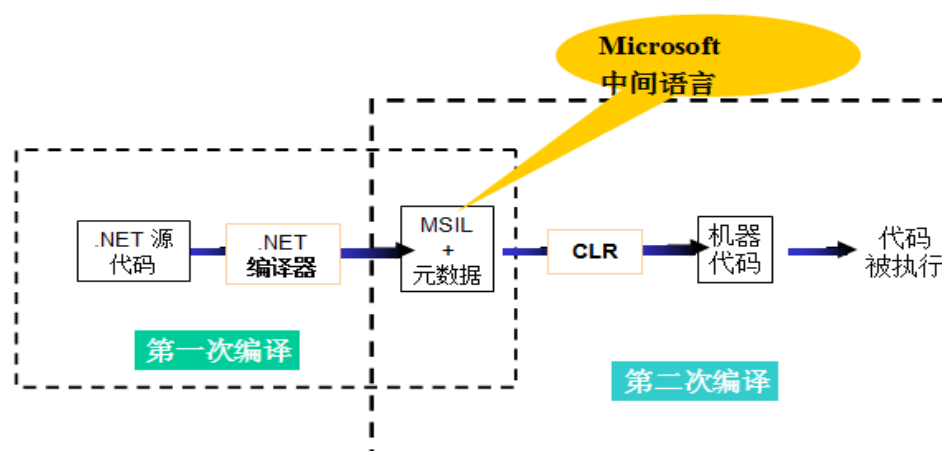 Microsoft
中间语言
.NET 源
代码
.NET
编译器
MSIL
+
元数据
CLR
机器
代码
代码
被执行
第一次编译
第二次编译